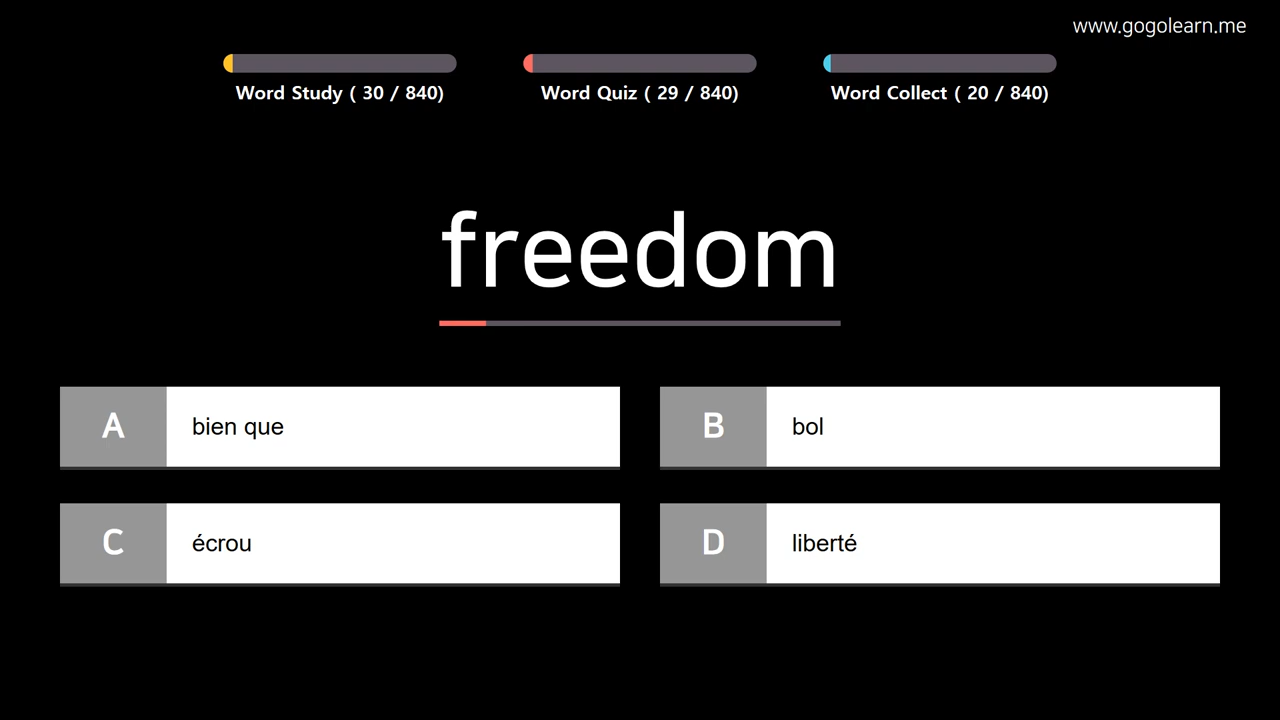 www.gogolearn.me
Word Study ( 30 / 840)
Word Quiz ( 29 / 840)
Word Collect ( 20 / 840)
freedom
A bien que
B bol
C écrou
D liberté